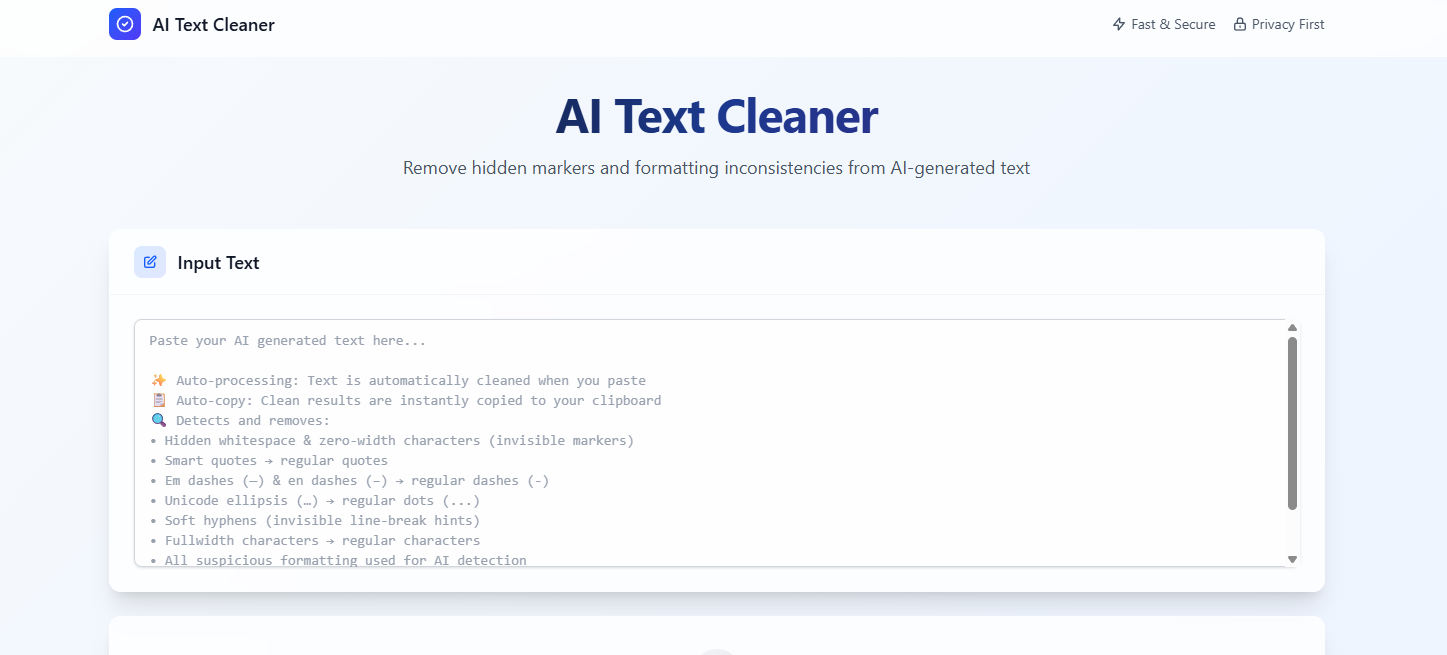 AI Text Cleaner
Fast & Secure
Privacy First
AI Text Cleaner
Remove hidden markers and formatting inconsistencies from AI-generated text
Input Text
Paste your AI generated text here...
✨ Auto-processing: Text is automatically cleaned when you paste
📋 Auto-copy: Clean results are instantly copied to your clipboard
🔍 Detects and removes:
• Hidden whitespace & zero-width characters (invisible markers)
• Smart quotes → regular quotes
• Em dashes (—) & en dashes (–) → regular dashes (-)
• Unicode ellipsis (…) → regular dots (...)
• Soft hyphens (invisible line-break hints)
• Fullwidth characters → regular characters
• All suspicious formatting used for AI detection